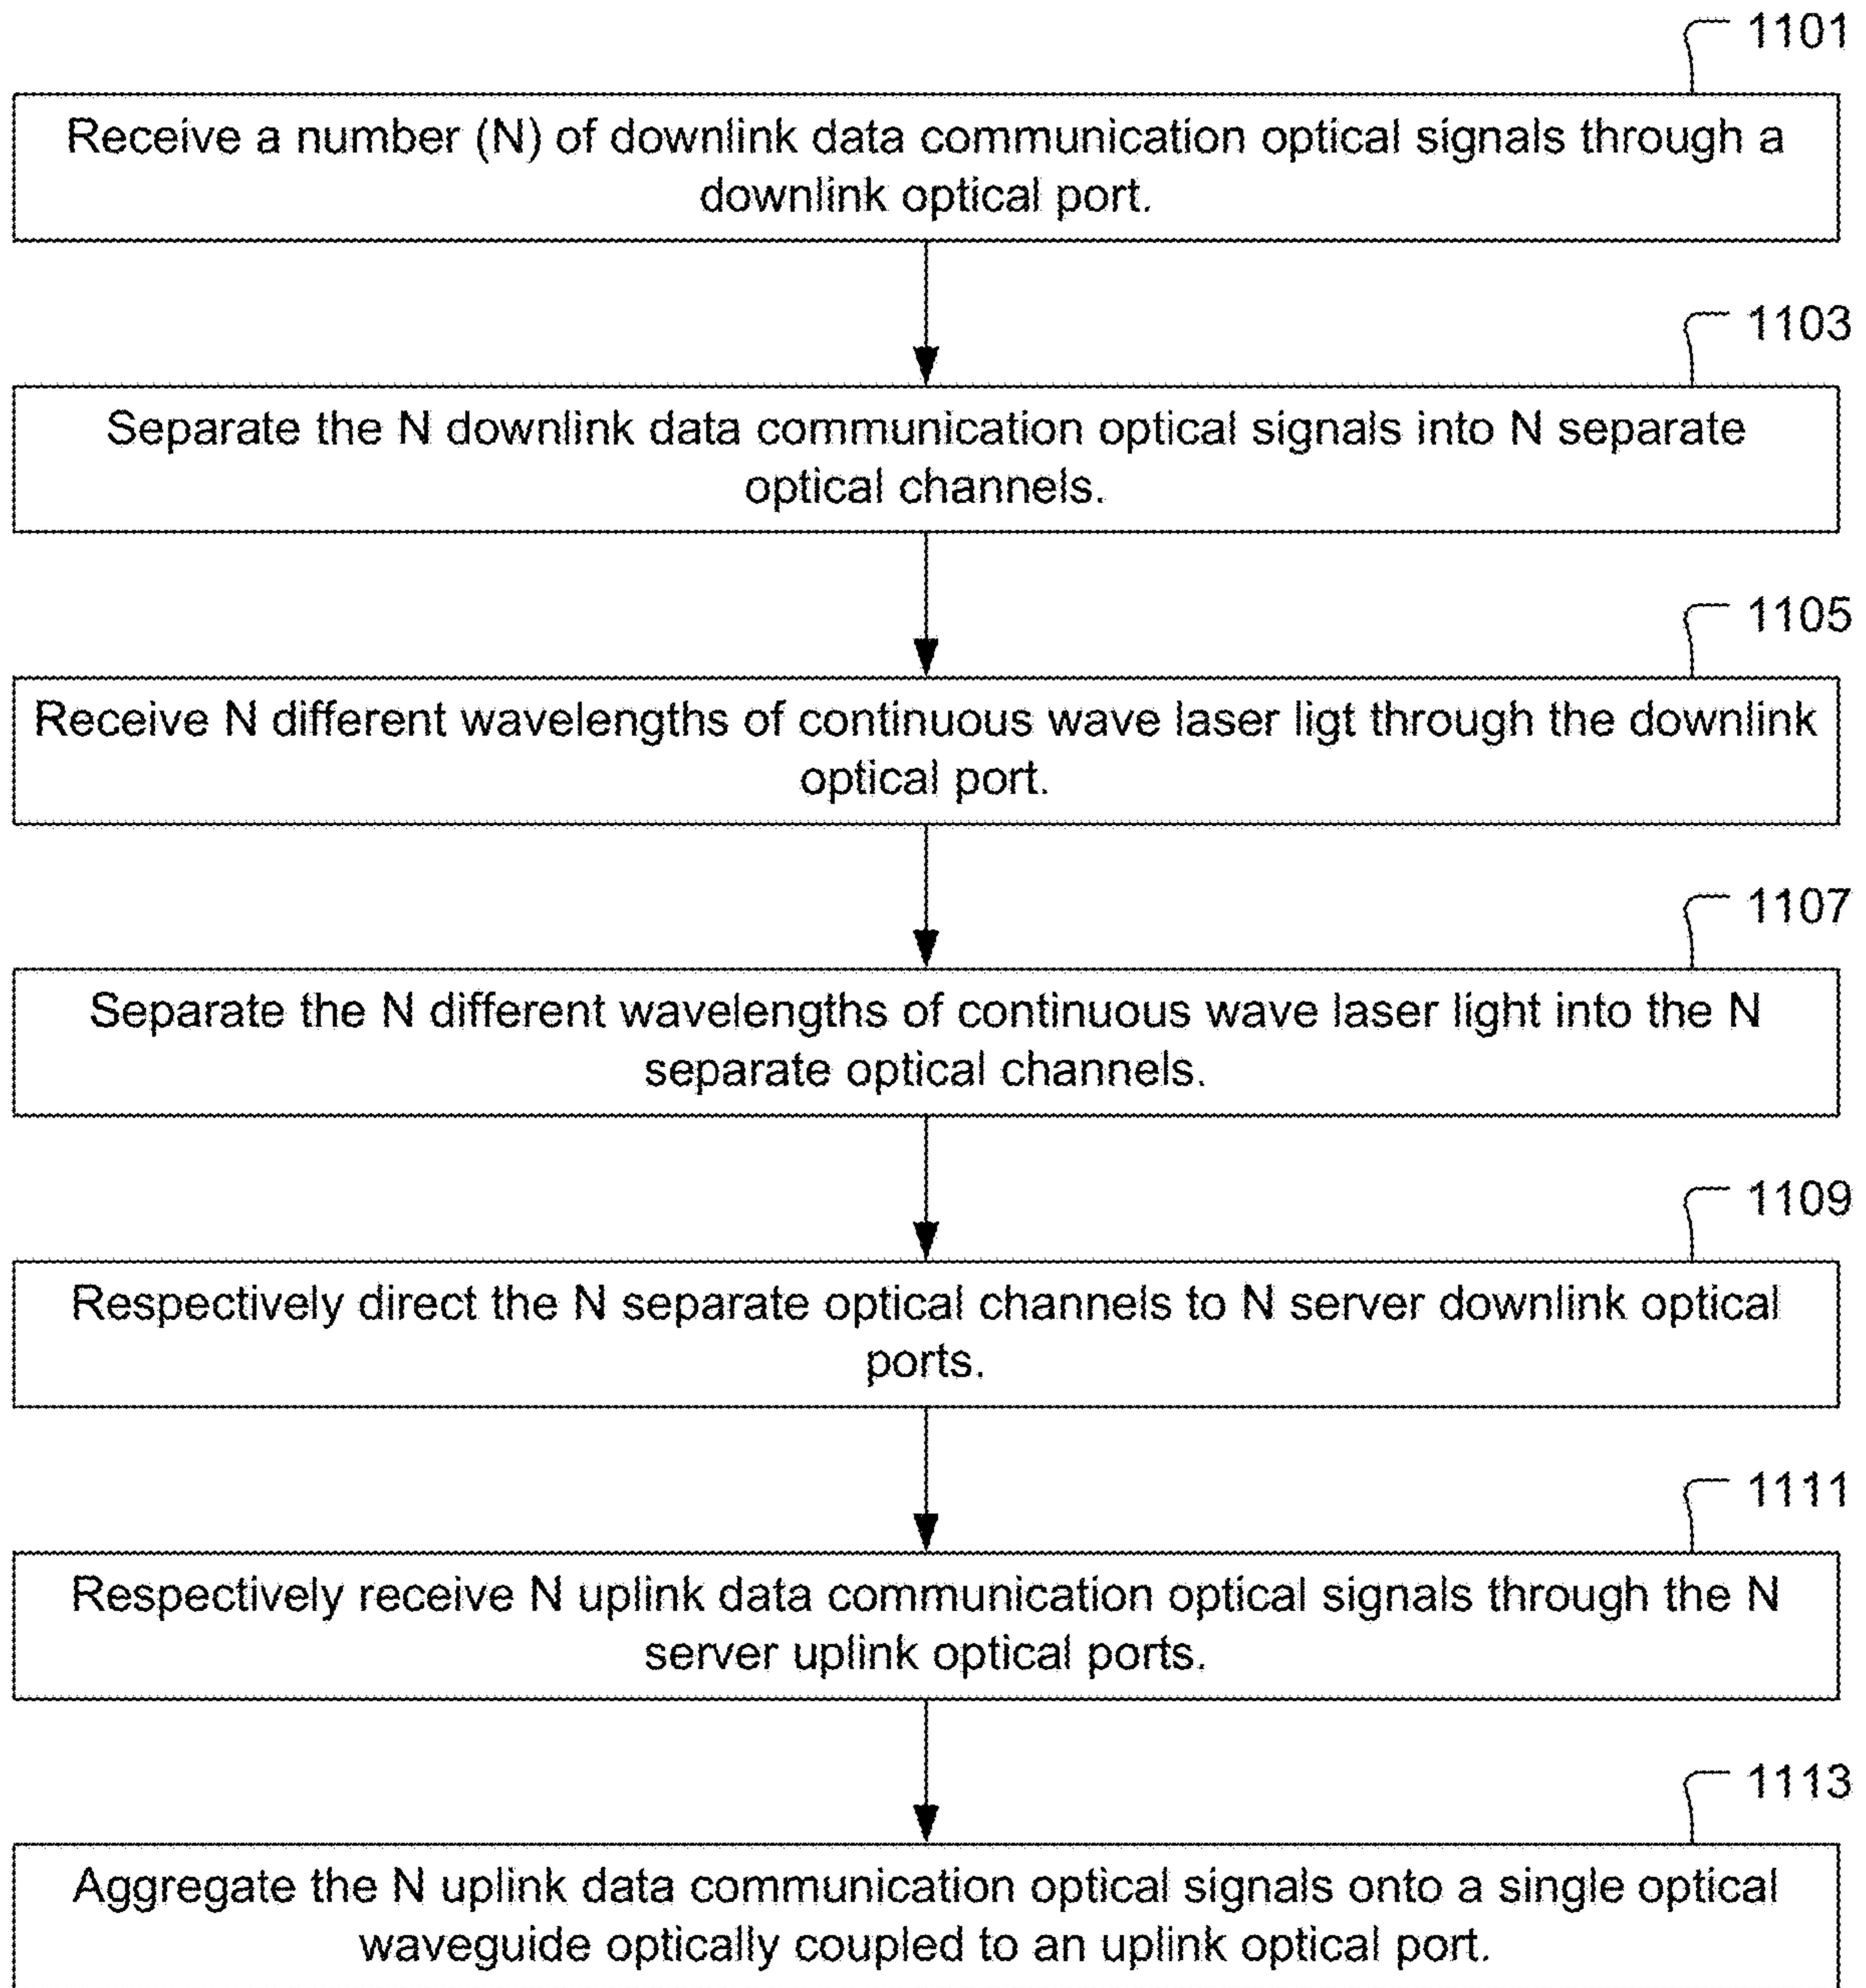 1101
Receive a number (N) of downlink data communication optical signals through a
downlink optical port.
1103
Separate the N downlink data communication optical signals into N separate
optical channels.
1105
Receive N different wavelengths of continuous wave laser ligt through the downlink
optical port.
1107
Separate the N different wavelengths of continuous wave laser light into the N
separate optical channels.
1109
Respectively direct the N separate optical channels to N server downlink optical
ports.
1111
Respectively receive N uplink data communication optical signals through the N
server uplink optical ports.
1113
Aggregate the N uplink data communication optical signals onto a single optical
waveguide optically coupled to an uplink optical port.